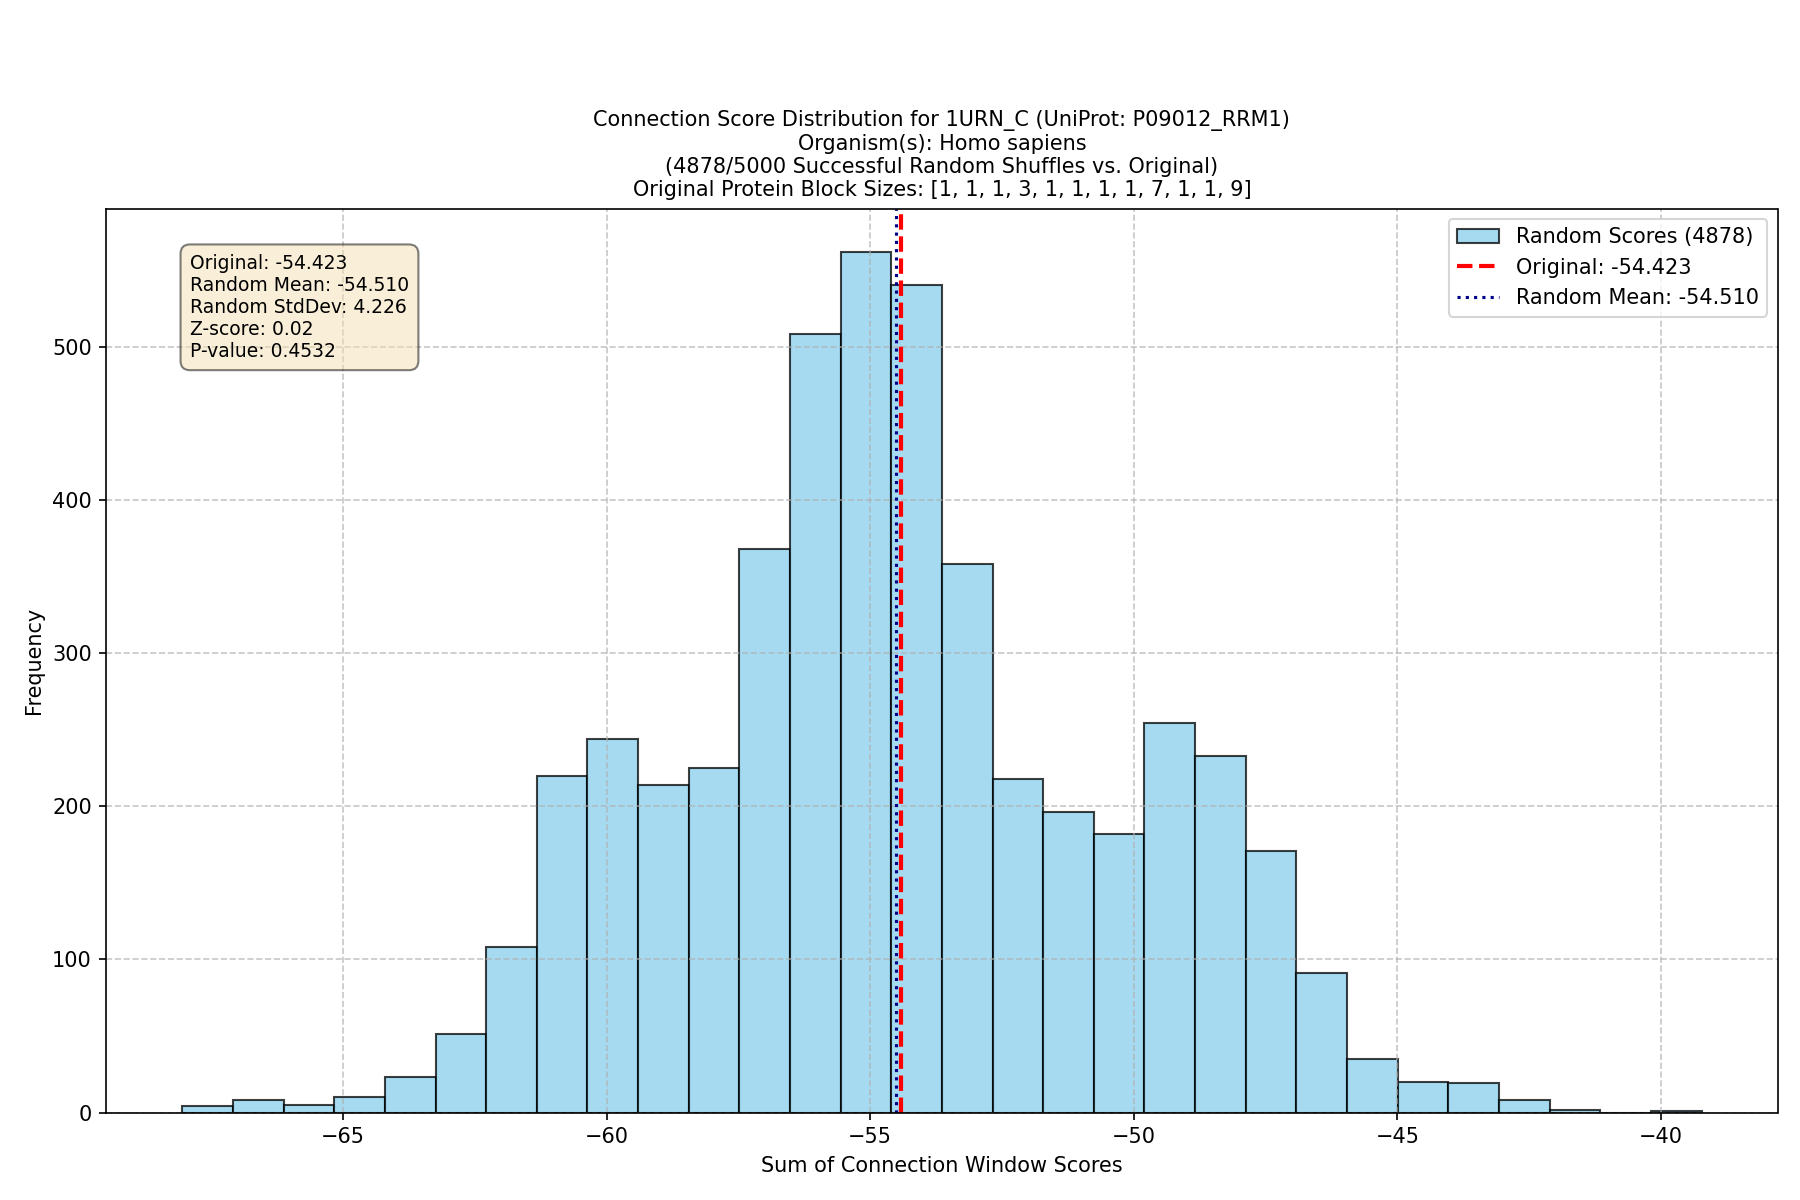 Connection Score Distribution for 1URN_C (UniProt: P09012_RRM1)
Organism(s): Homo sapiens
(4878/5000 Successful Random Shuffles vs. Original)
Original Protein Block Sizes: [1, 1, 1, 3, 1, 1, 1, 1, 7, 1, 1, 9]
Original: -54.423
Random Mean: -54.510
Random StdDev: 4.226
Z-score: 0.02
P-value: 0.4532
Random Scores (4878)
Original: -54.423
Random Mean: -54.510
Frequency
500
400
300
200
100
0
−65
−60
−55
−50
−45
−40
Sum of Connection Window Scores